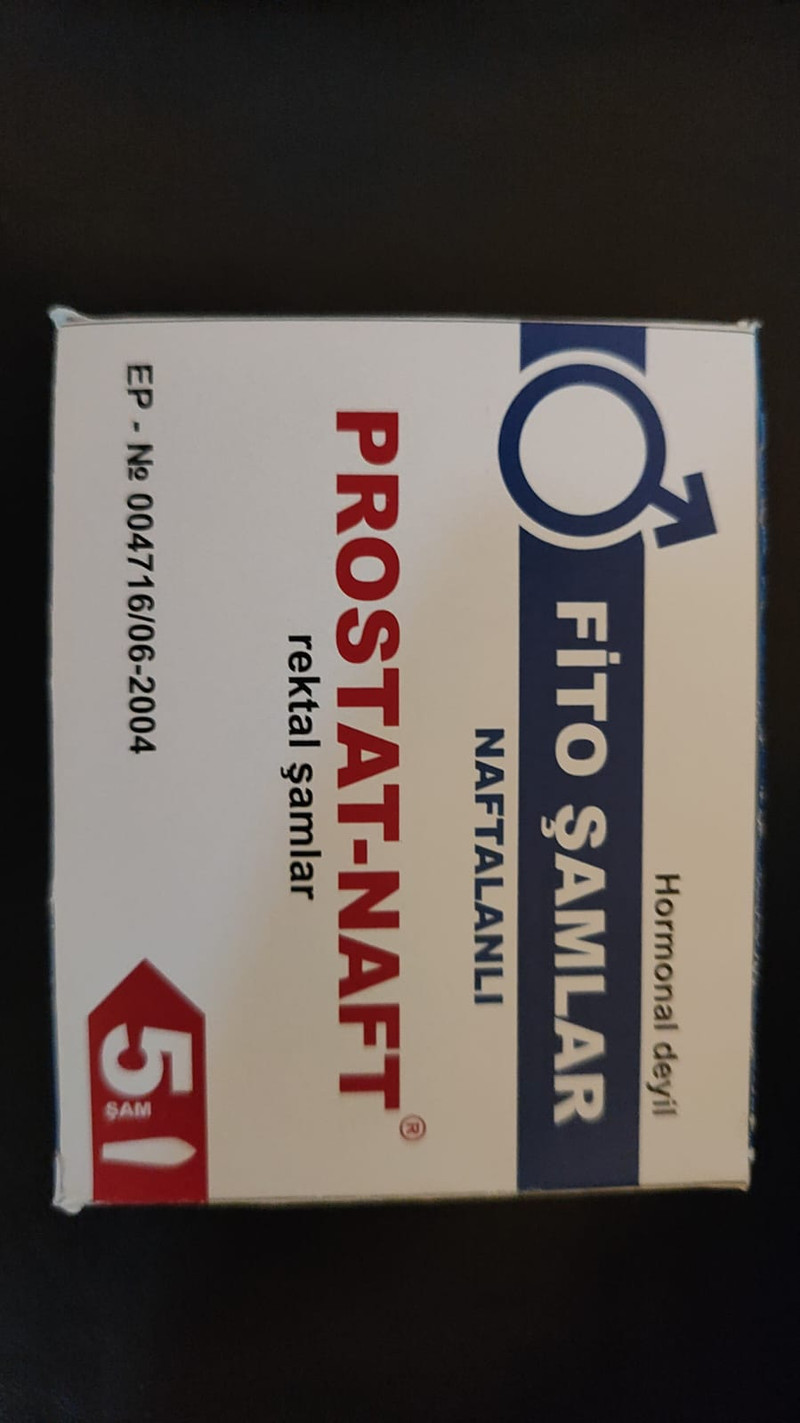 Hormonal deyil
FİTO ŞAMLAR
NAFTALANLI
PROSTAT-NAFT®
rektal şamlar
EP - № 004716/06-2004
5
ŞAM